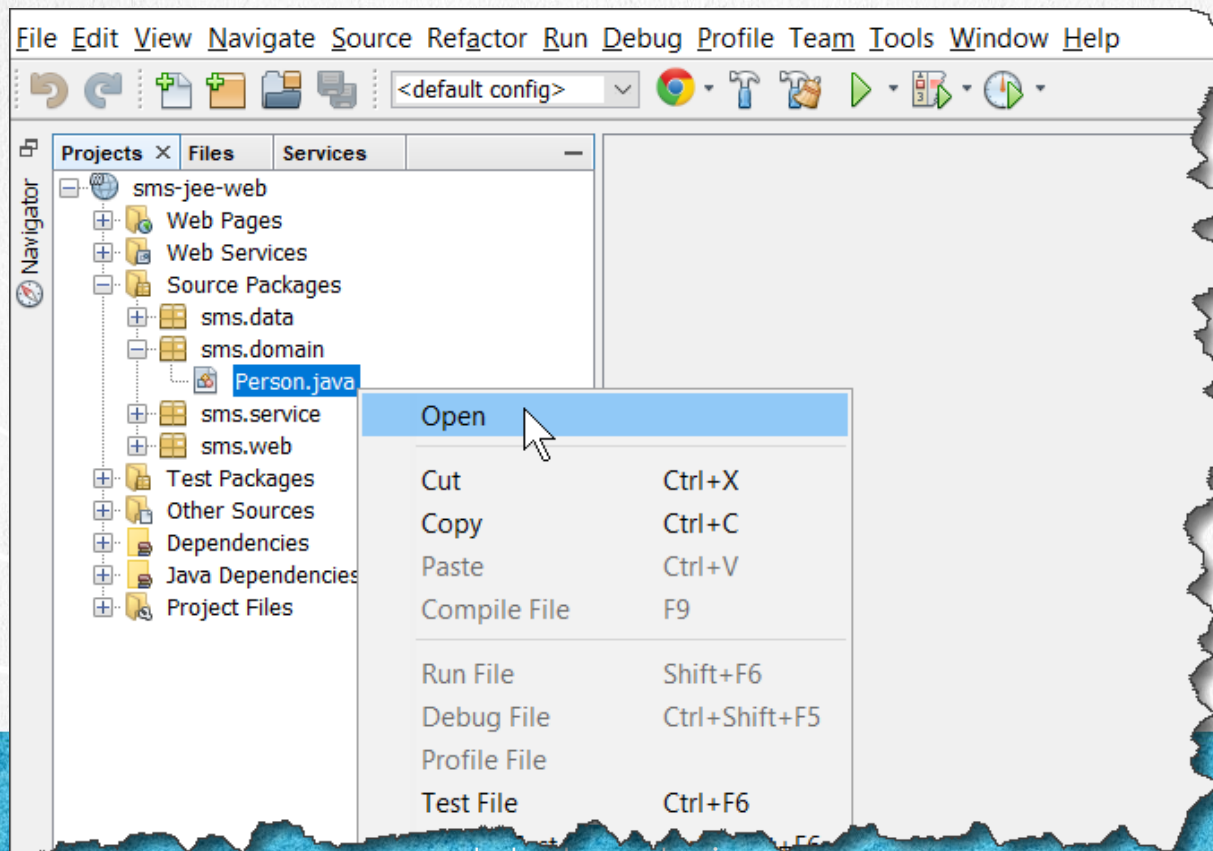 File Edit View Navigate Source Refactor Run Debug Profile Team Tools Window Help
<default config>
Projects Files Services
Navigator
sms-jee-web
Web Pages
Web Services
Source Packages
sms.data
sms.domain
Person.java
sms.service
sms.web
Test Packages
Other Sources
Dependencies
Java Dependencies
Project Files
Open
Cut Ctrl+X
Copy Ctrl+C
Paste Ctrl+V
Compile File F9
Run File Shift+F6
Debug File Ctrl+Shift+F5
Profile File
Test File Ctrl+F6